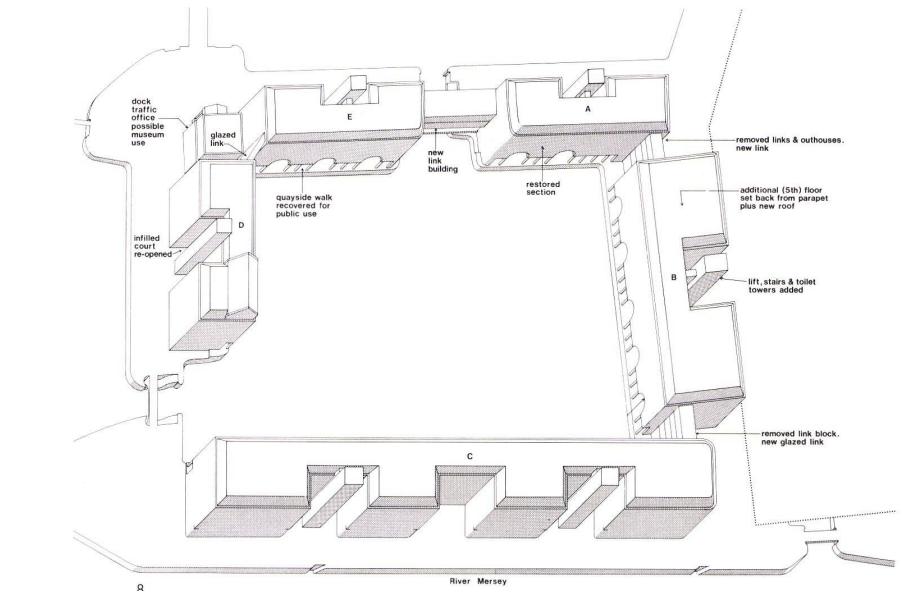 dock
traffic
office
possible
museum
use
glazed
link
E
new
link
building
A
removed links & outhouses.
new link
quayside walk
recovered for
public use
restored
section
additional (5th) floor
set back from parapet
plus new roof
D
infilled
court
re-opened
B
lift, stairs & toilet
towers added
removed link block.
new glazed link
C
River Mersey
8